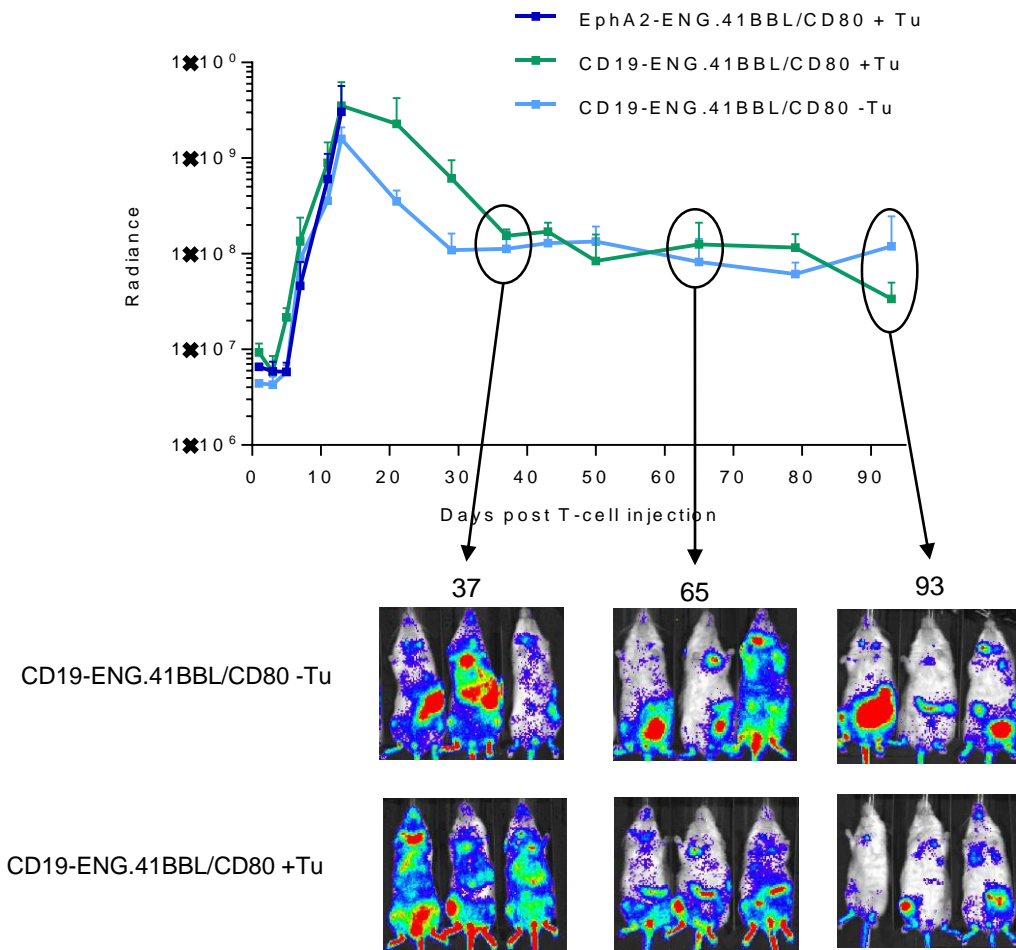 EphA2-ENG.41BBL/CD80 + Tu
CD19-ENG.41BBL/CD80 +Tu
CD19-ENG.41BBL/CD80 -Tu
1✖10 0
1✖10 9
1✖10 8
1✖10 7
1✖10 6
Radiance
0 10 20 30 40 50 60 70 80 90
Days post T-cell injection
37 65 93
CD19-ENG.41BBL/CD80 -Tu
CD19-ENG.41BBL/CD80 +Tu